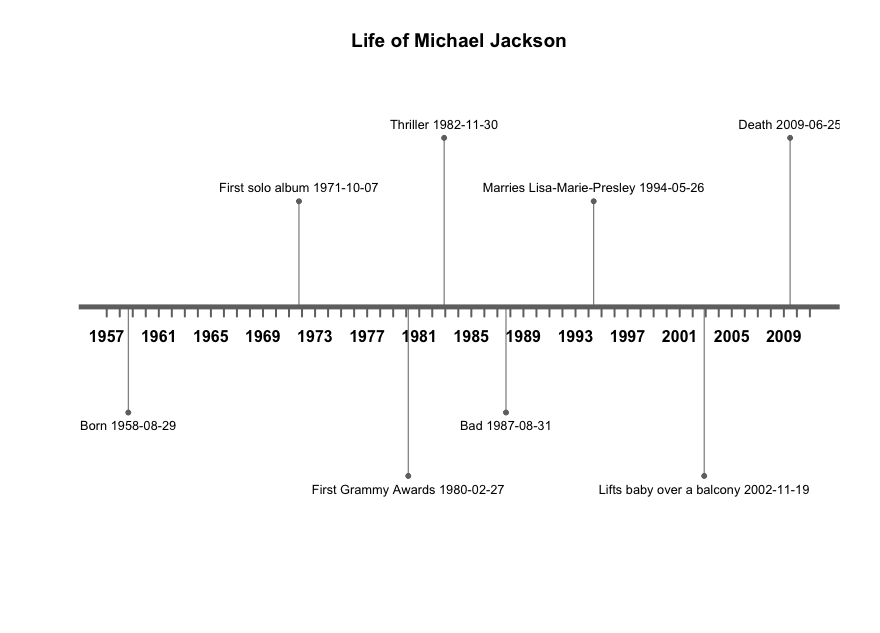 Life of Michael Jackson
Thriller 1982-11-30
Death 2009-06-25
First solo album 1971-10-07
Marries Lisa-Marie-Presley 1994-05-26
1957 1961 1965 1969 1973 1977 1981 1985 1989 1993 1997 2001 2005 2009
Born 1958-08-29
Bad 1987-08-31
First Grammy Awards 1980-02-27
Lifts baby over a balcony 2002-11-19